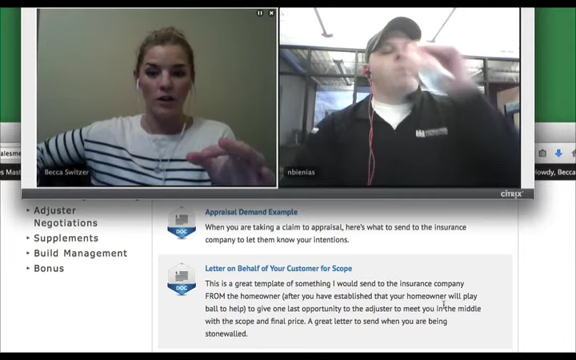 Becca Switzer
nbienias
CITRIX
alesme
es Mast
owdy, Becca
Adjuster
Negotiations
Supplements
Build Management
Bonus
Appraisal Demand Example
When you are taking a claim to appraisal, here's what to send to the insurance
company to let them know your intentions.
DOC
Letter on Behalf of Your Customer for Scope
This is a great template of something I would send to the insurance company
FROM the homeowner (after you have established that your homeowner will play
ball to help) to give one last opportunity to the adjuster to meet you in the middle
with the scope and final price. A great letter to send when you are being
stonewalled.
DOC